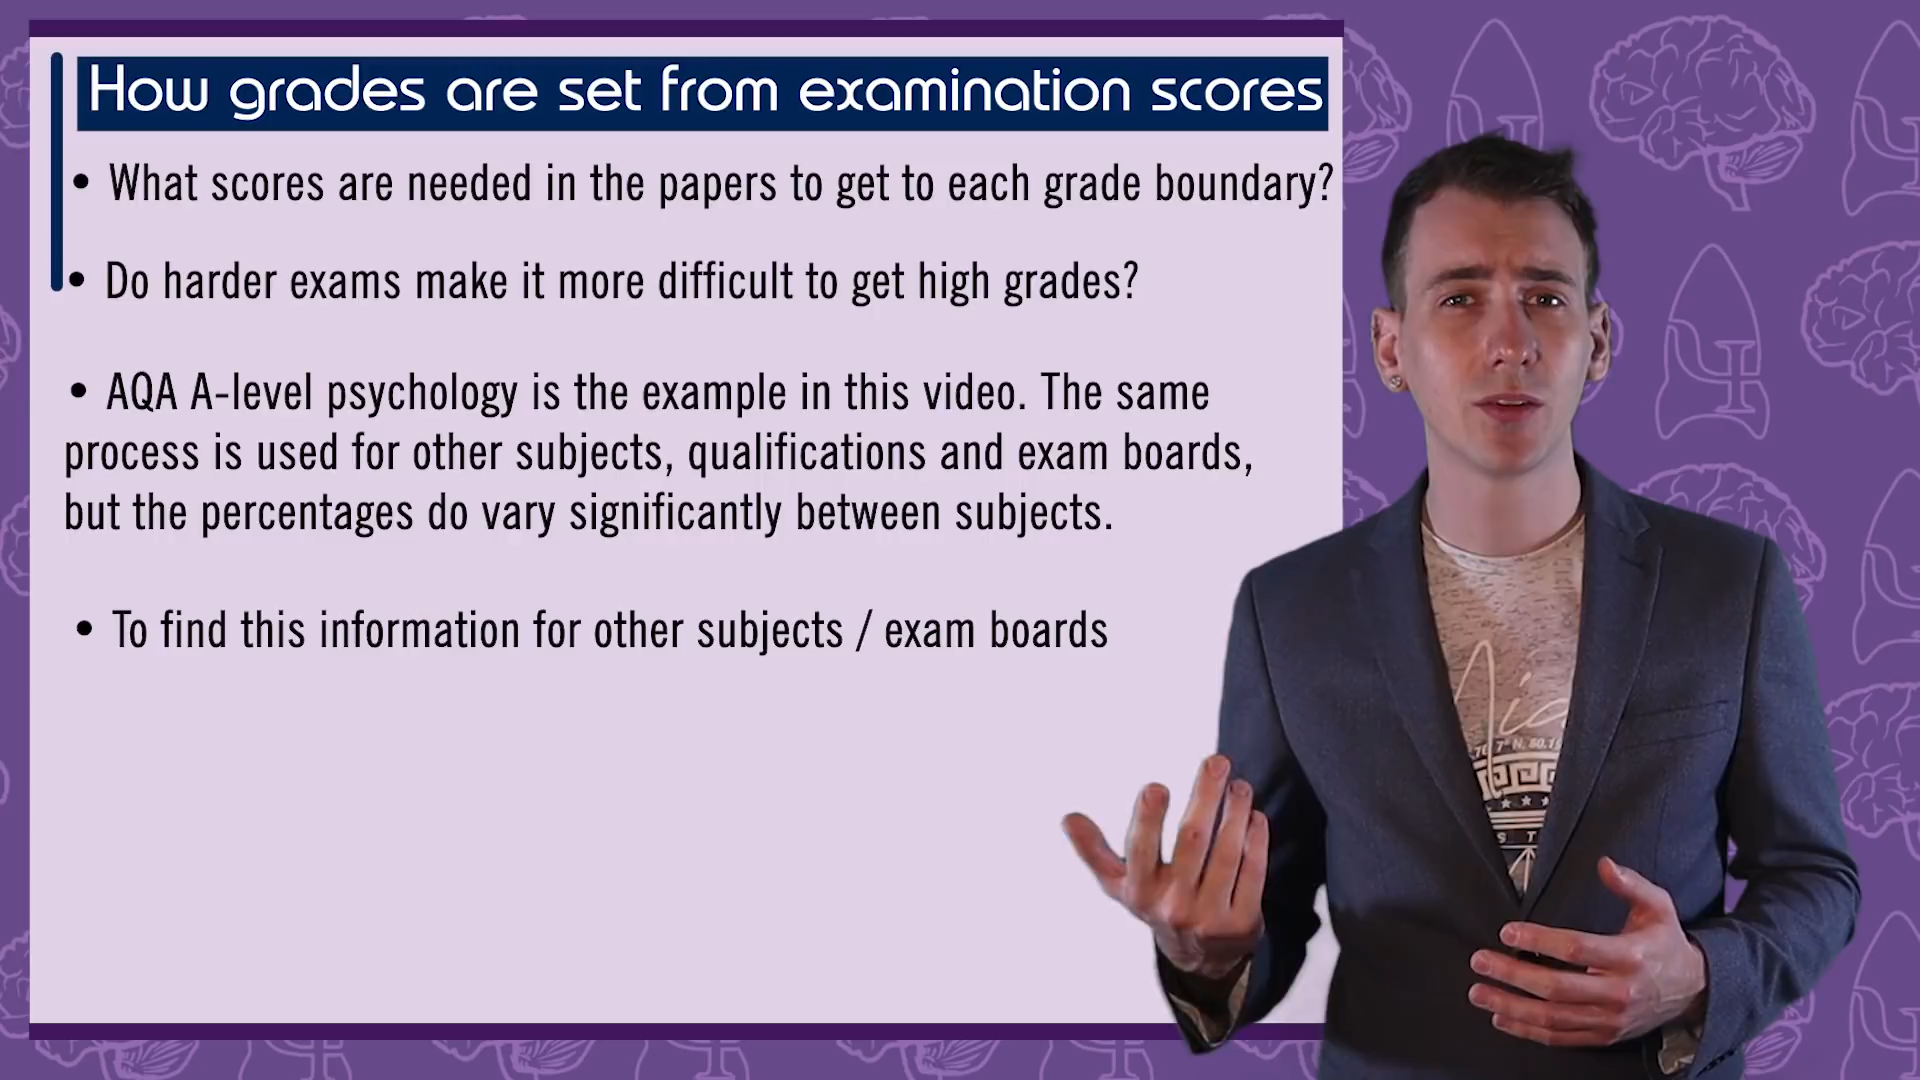 How grades are set from examination scores
• What scores are needed in the papers to get to each grade boundary?
• Do harder exams make it more difficult to get high grades?
• AQA A-level psychology is the example in this video. The same
process is used for other subjects, qualifications and exam boards,
but the percentages do vary significantly between subjects.
• To find this information for other subjects / exam boards